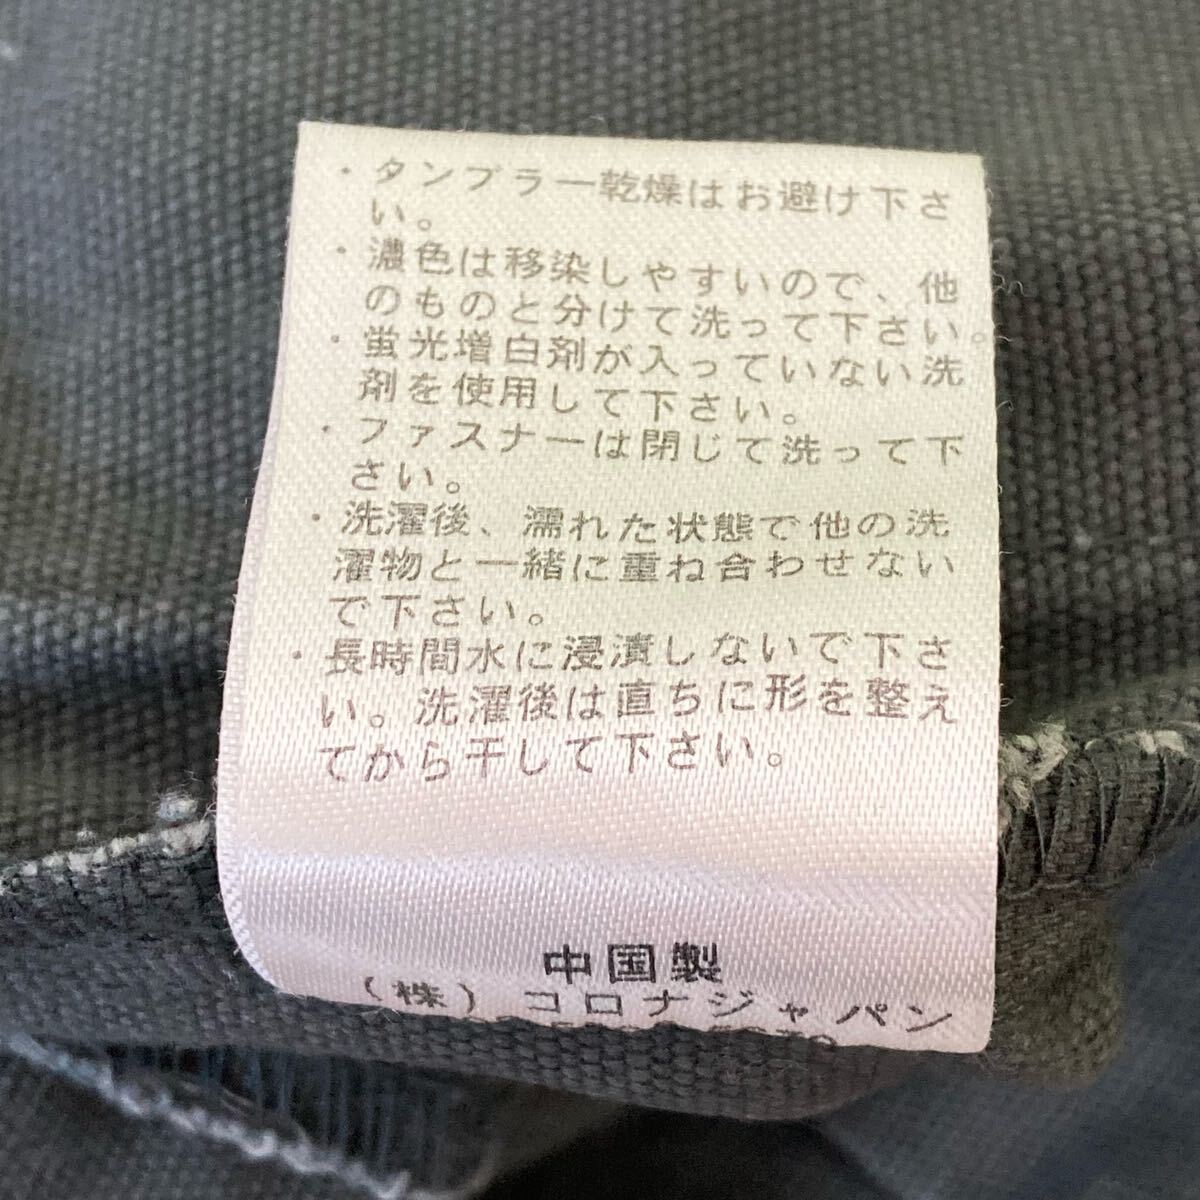 ・タンブラー乾燥はお避け下さ
い。
・濃色は移染しやすいので、他
のものと分けて洗って下さい。
・蛍光増白剤が入っていない洗
剤を使用して下さい。
・ファスナーは閉じて洗って下
さい。
・洗濯後、濡れた状態で他の洗
濯物と一緒に重ね合わせない
で下さい。
・長時間水に浸漬しないで下さ
い。洗濯後は直ちに形を整え
てから干して下さい。
中国製
(株)コロナジャパン